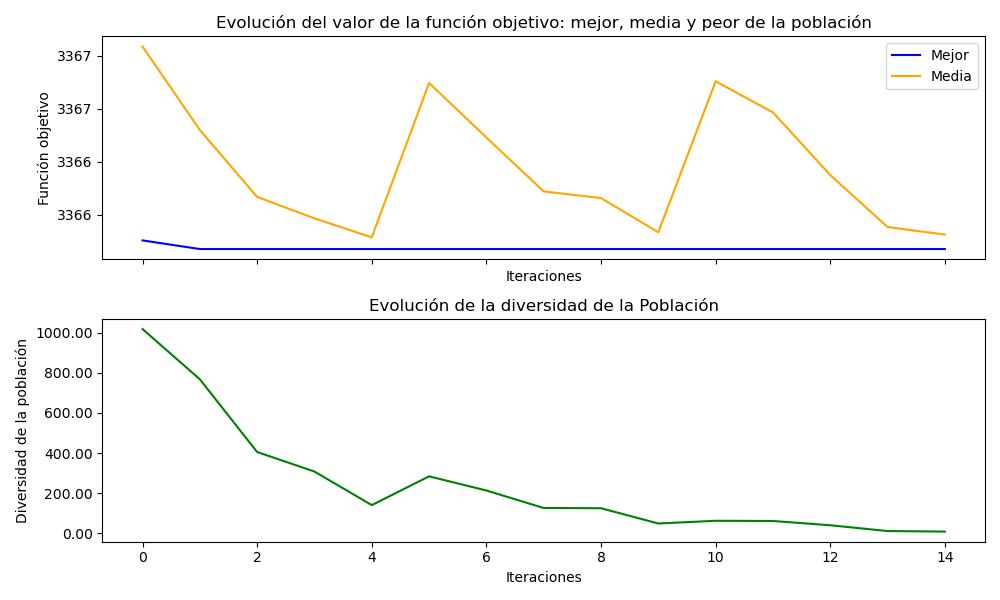 Evolución del valor de la función objetivo: mejor, media y peor de la población
Función objetivo
3367
3367
3366
3366
Mejor
Media
Iteraciones
Evolución de la diversidad de la Población
Diversidad de la población
1000.00
800.00
600.00
400.00
200.00
0.00
0 2 4 6 8 10 12 14
Iteraciones